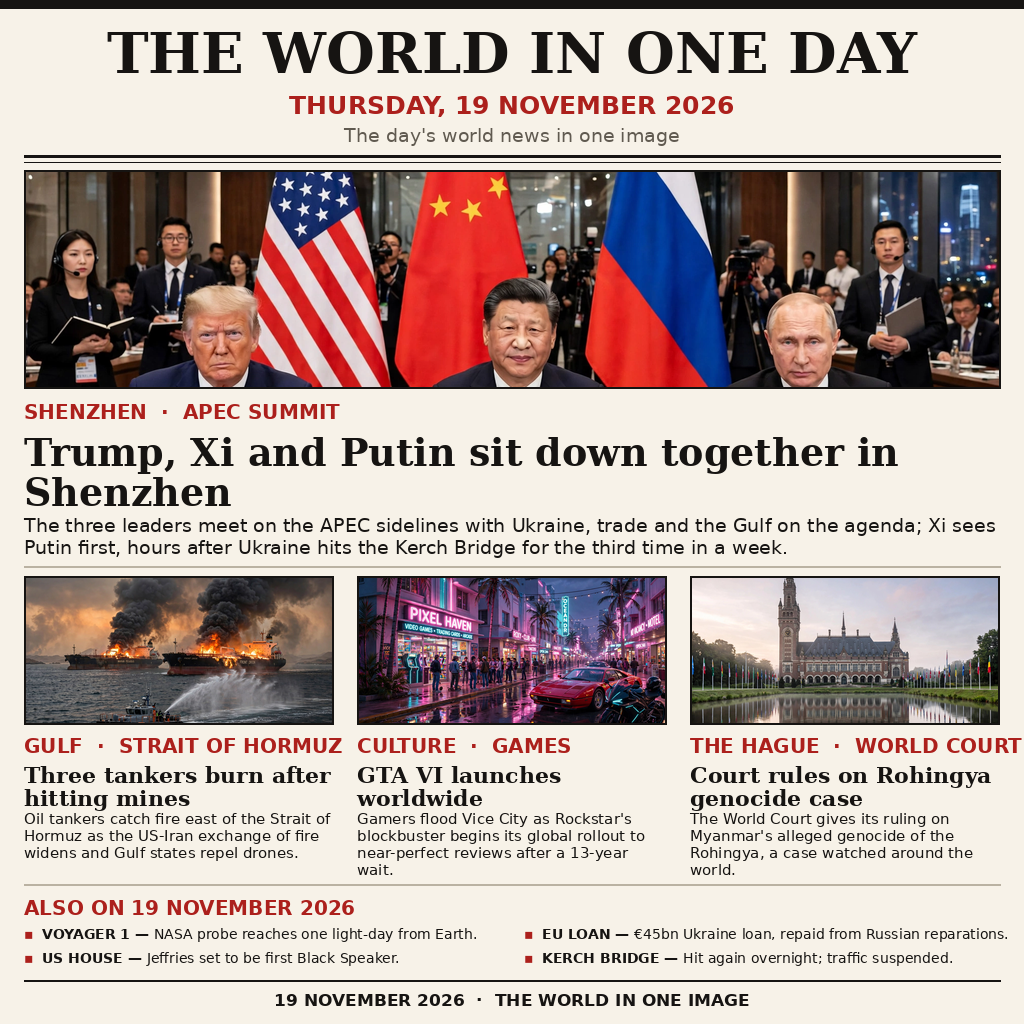 THE WORLD IN ONE DAY
THURSDAY, 19 NOVEMBER 2026
The day's world news in one image
SHENZHEN · APEC SUMMIT
Trump, Xi and Putin sit down together in
Shenzhen
The three leaders meet on the APEC sidelines with Ukraine, trade and the Gulf on the agenda; Xi sees
Putin first, hours after Ukraine hits the Kerch Bridge for the third time in a week.
PIXEL HAVEN
VIDEO GAMES • TRADING CARDS • ARCADE
GULF · STRAIT OF HORMUZ
Three tankers burn after
hitting mines
Oil tankers catch fire east of the Strait of
Hormuz as the US-Iran exchange of fire
widens and Gulf states repel drones.
CULTURE · GAMES
GTA VI launches
worldwide
Gamers flood Vice City as Rockstar's
blockbuster begins its global rollout to
near-perfect reviews after a 13-year
wait.
THE HAGUE · WORLD COURT
Court rules on Rohingya
genocide case
The World Court gives its ruling on
Myanmar's alleged genocide of the
Rohingya, a case watched around the
world.
ALSO ON 19 NOVEMBER 2026
▪ VOYAGER 1 — NASA probe reaches one light-day from Earth.
▪ EU LOAN — €45bn Ukraine loan, repaid from Russian reparations.
▪ US HOUSE — Jeffries set to be first Black Speaker.
▪ KERCH BRIDGE — Hit again overnight; traffic suspended.
19 NOVEMBER 2026 · THE WORLD IN ONE IMAGE